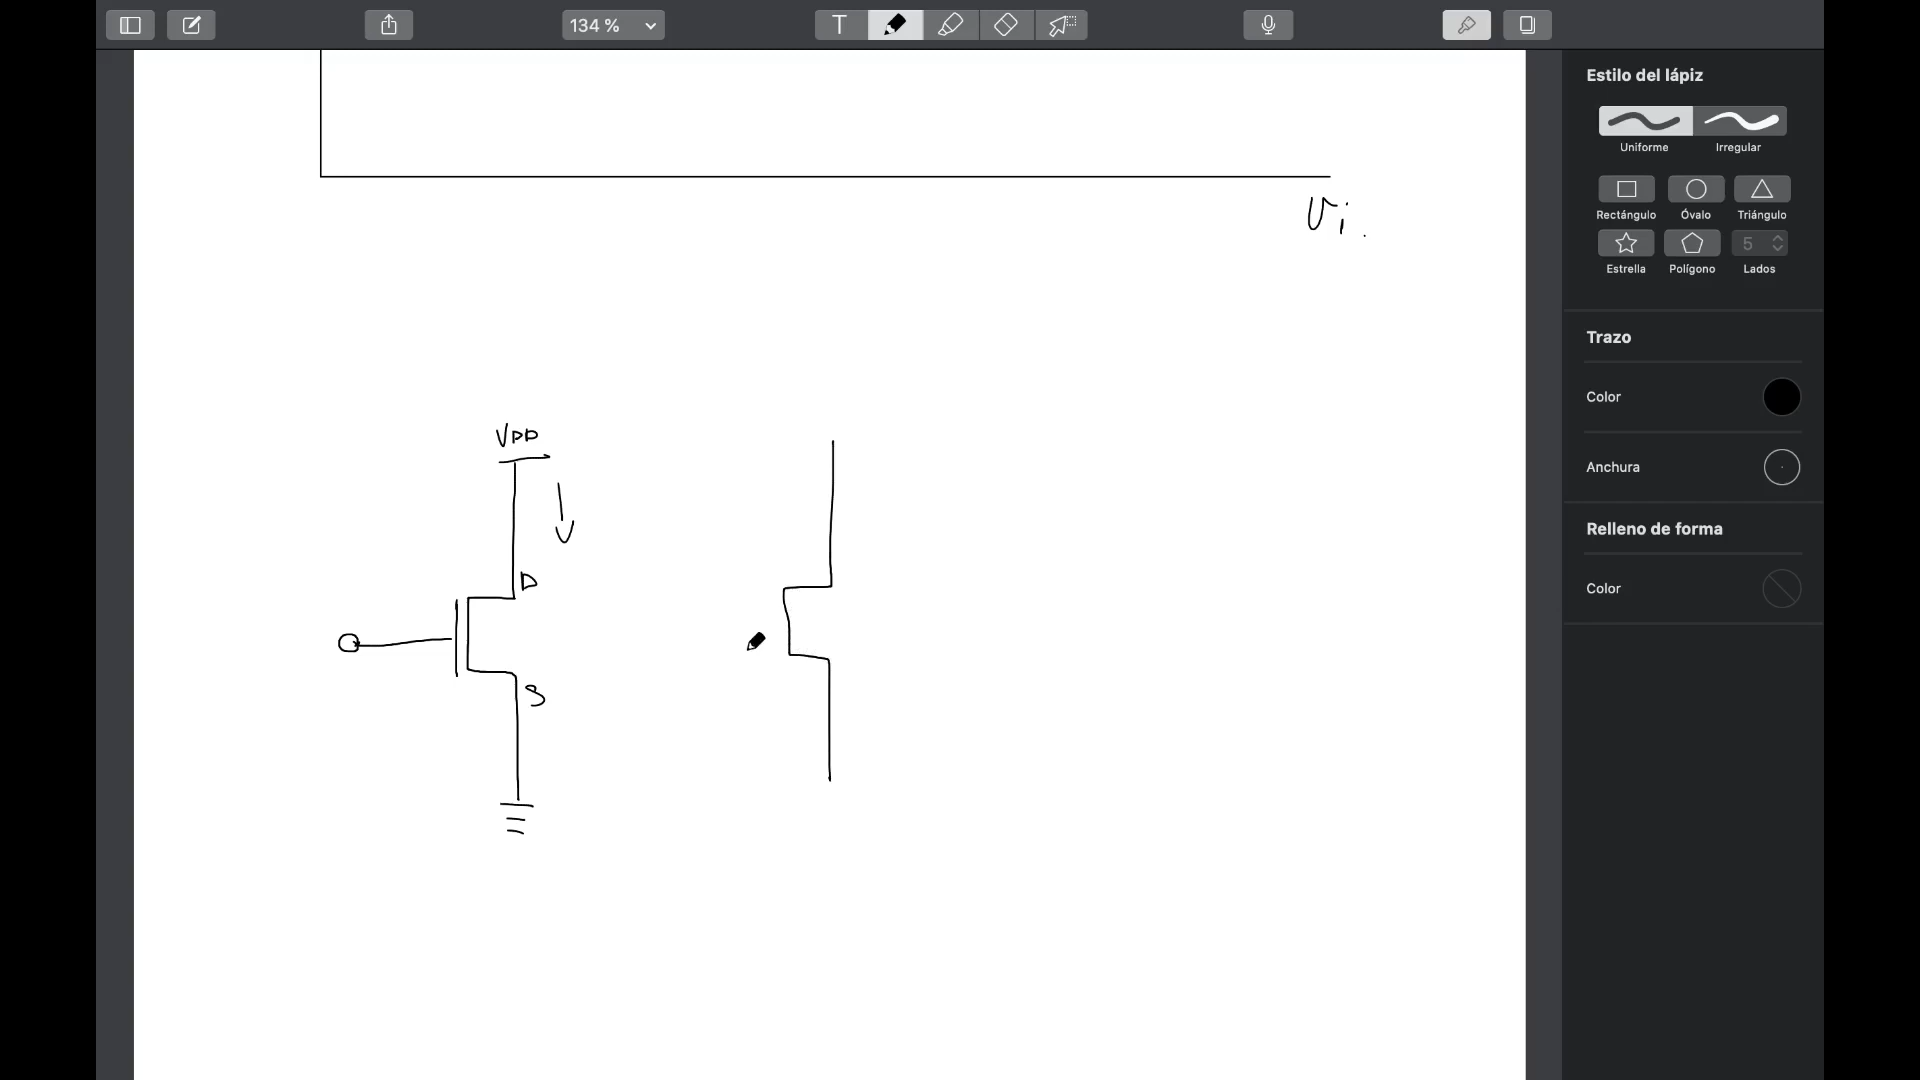 134 %
T
Estilo del lápiz
Uniforme
Irregular
Rectángulo
Óvalo
Triángulo
5
Estrella
Polígono
Lados
Trazo
Color
Anchura
Relleno de forma
Color
Vi
VDD
D
S